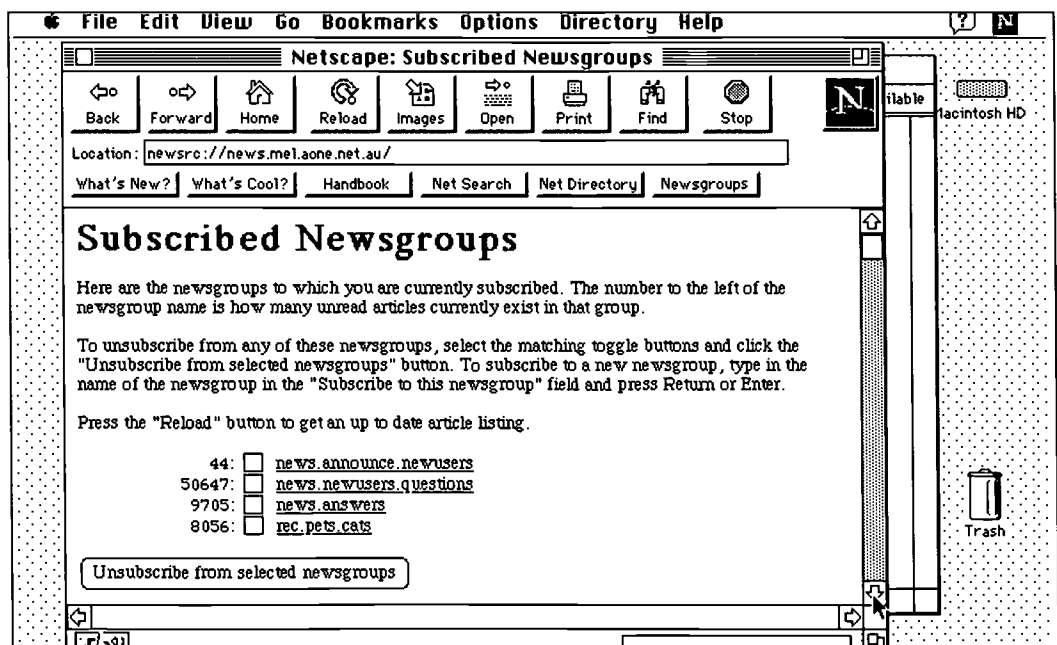 File Edit View Go Bookmarks Options Directory Help
Netscape: Subscribed Newsgroups
Back Forward Home Reload Images Open Print Find Stop
N
ilable
Macintosh HD
Location: newsrc://news.mel.aone.net.au/
What's New? What's Cool? Handbook Net Search Net Directory Newsgroups
Subscribed Newsgroups
Here are the newsgroups to which you are currently subscribed. The number to the left of the
newsgroup name is how many unread articles currently exist in that group.
To unsubscribe from any of these newsgroups, select the matching toggle buttons and click the
"Unsubscribe from selected newsgroups" button. To subscribe to a new newsgroup, type in the
name of the newsgroup in the "Subscribe to this newsgroup" field and press Return or Enter.
Press the "Reload" button to get an up to date article listing.
44: news.announce.newusers
50647: news.newusers.questions
9705: news.answers
8056: rec.pets.cats
Trash
Unsubscribe from selected newsgroups